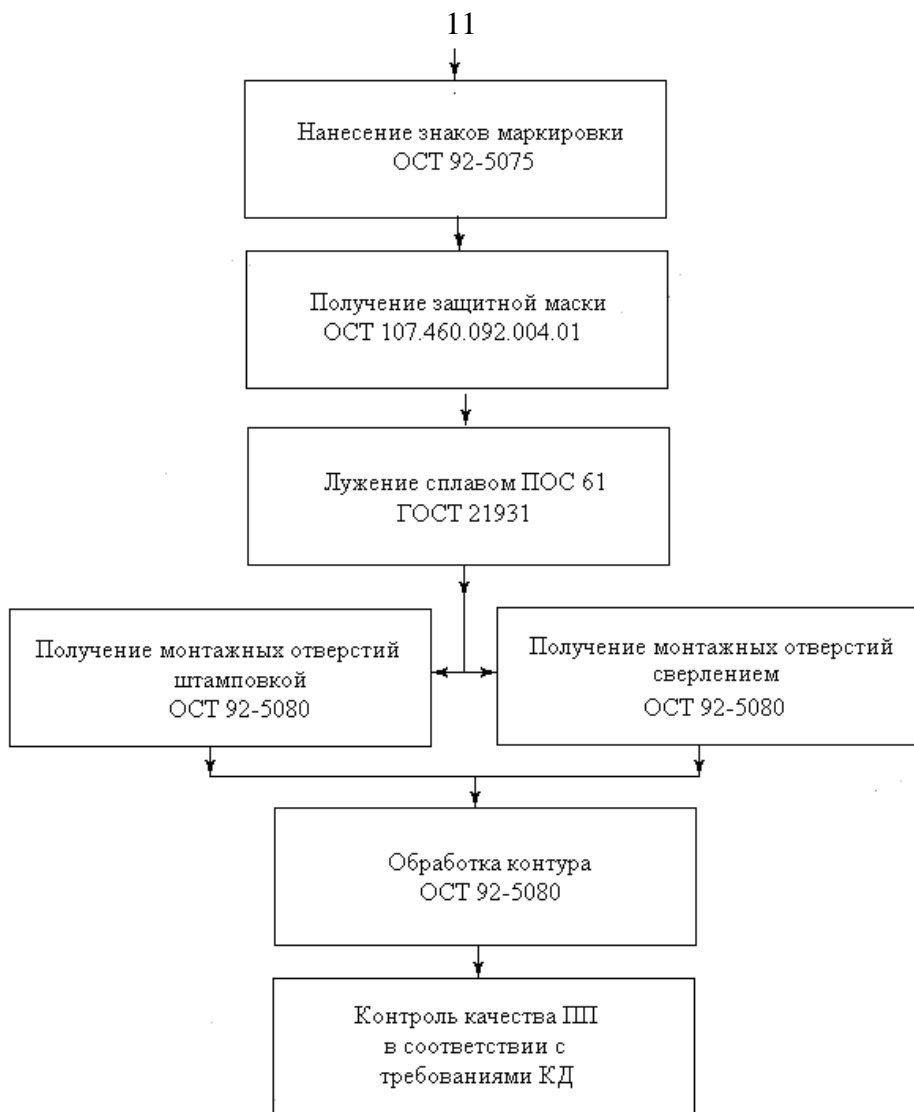 11
Нанесение знаков маркировки
ОСТ 92-5075
Получение защитной маски
ОСТ 107.460.092.004.01
Лужение сплавом ПОС 61
ГОСТ 21931
Получение монтажных отверстий
штамповкой
ОСТ 92-5080
Получение монтажных отверстий
сверлением
ОСТ 92-5080
Обработка контура
ОСТ 92-5080
Контроль качества ПП
в соответствии с
требованиями КД